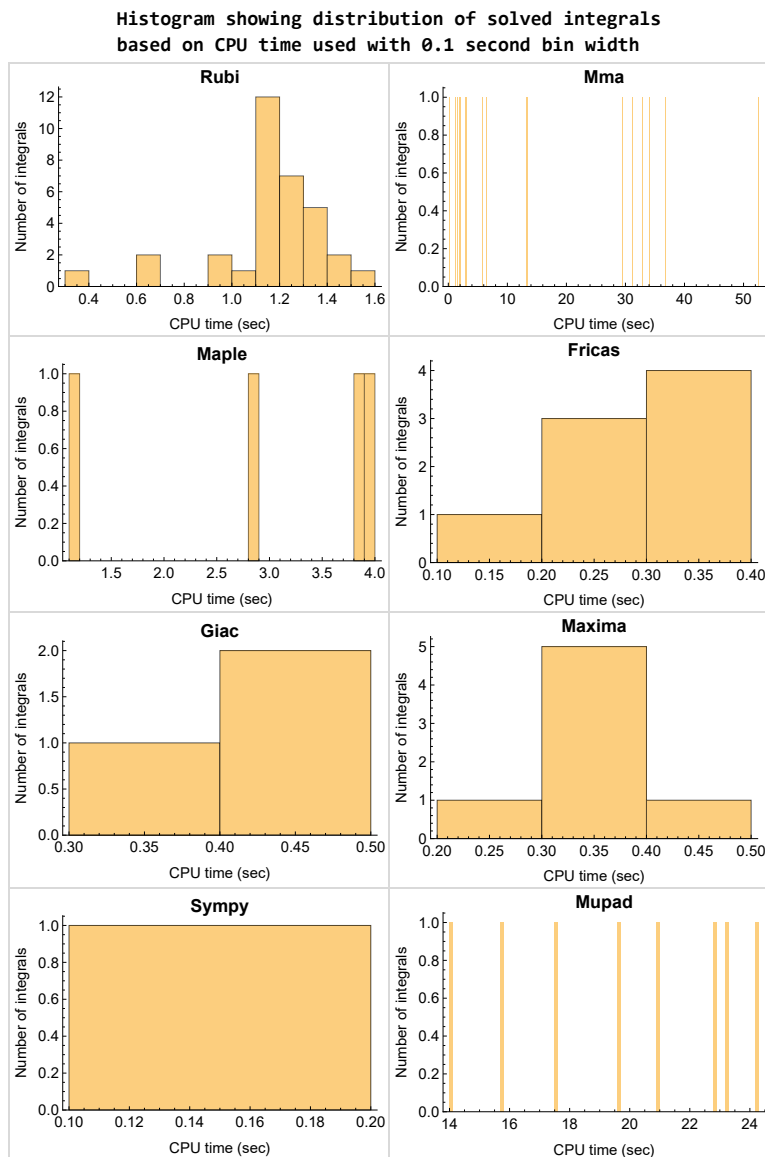 Histogram showing distribution of solved integrals
based on CPU time used with 0.1 second bin width
Rubi
Number of integrals
0
2
4
6
8
10
12
0.4 0.6 0.8 1.0 1.2 1.4 1.6
CPU time (sec)
Mma
Number of integrals
0.0
0.2
0.4
0.6
0.8
1.0
0 10 20 30 40 50
CPU time (sec)
Maple
Number of integrals
0.0
0.2
0.4
0.6
0.8
1.0
1.5 2.0 2.5 3.0 3.5 4.0
CPU time (sec)
Fricas
Number of integrals
0
1
2
3
4
0.10 0.15 0.20 0.25 0.30 0.35 0.40
CPU time (sec)
Giac
Number of integrals
0.0
0.5
1.0
1.5
2.0
0.30 0.35 0.40 0.45 0.50
CPU time (sec)
Maxima
Number of integrals
0
1
2
3
4
5
0.20 0.25 0.30 0.35 0.40 0.45 0.50
CPU time (sec)
Sympy
Number of integrals
0.0
0.2
0.4
0.6
0.8
1.0
0.10 0.12 0.14 0.16 0.18 0.20
CPU time (sec)
Mupad
Number of integrals
0.0
0.2
0.4
0.6
0.8
1.0
14 16 18 20 22 24
CPU time (sec)